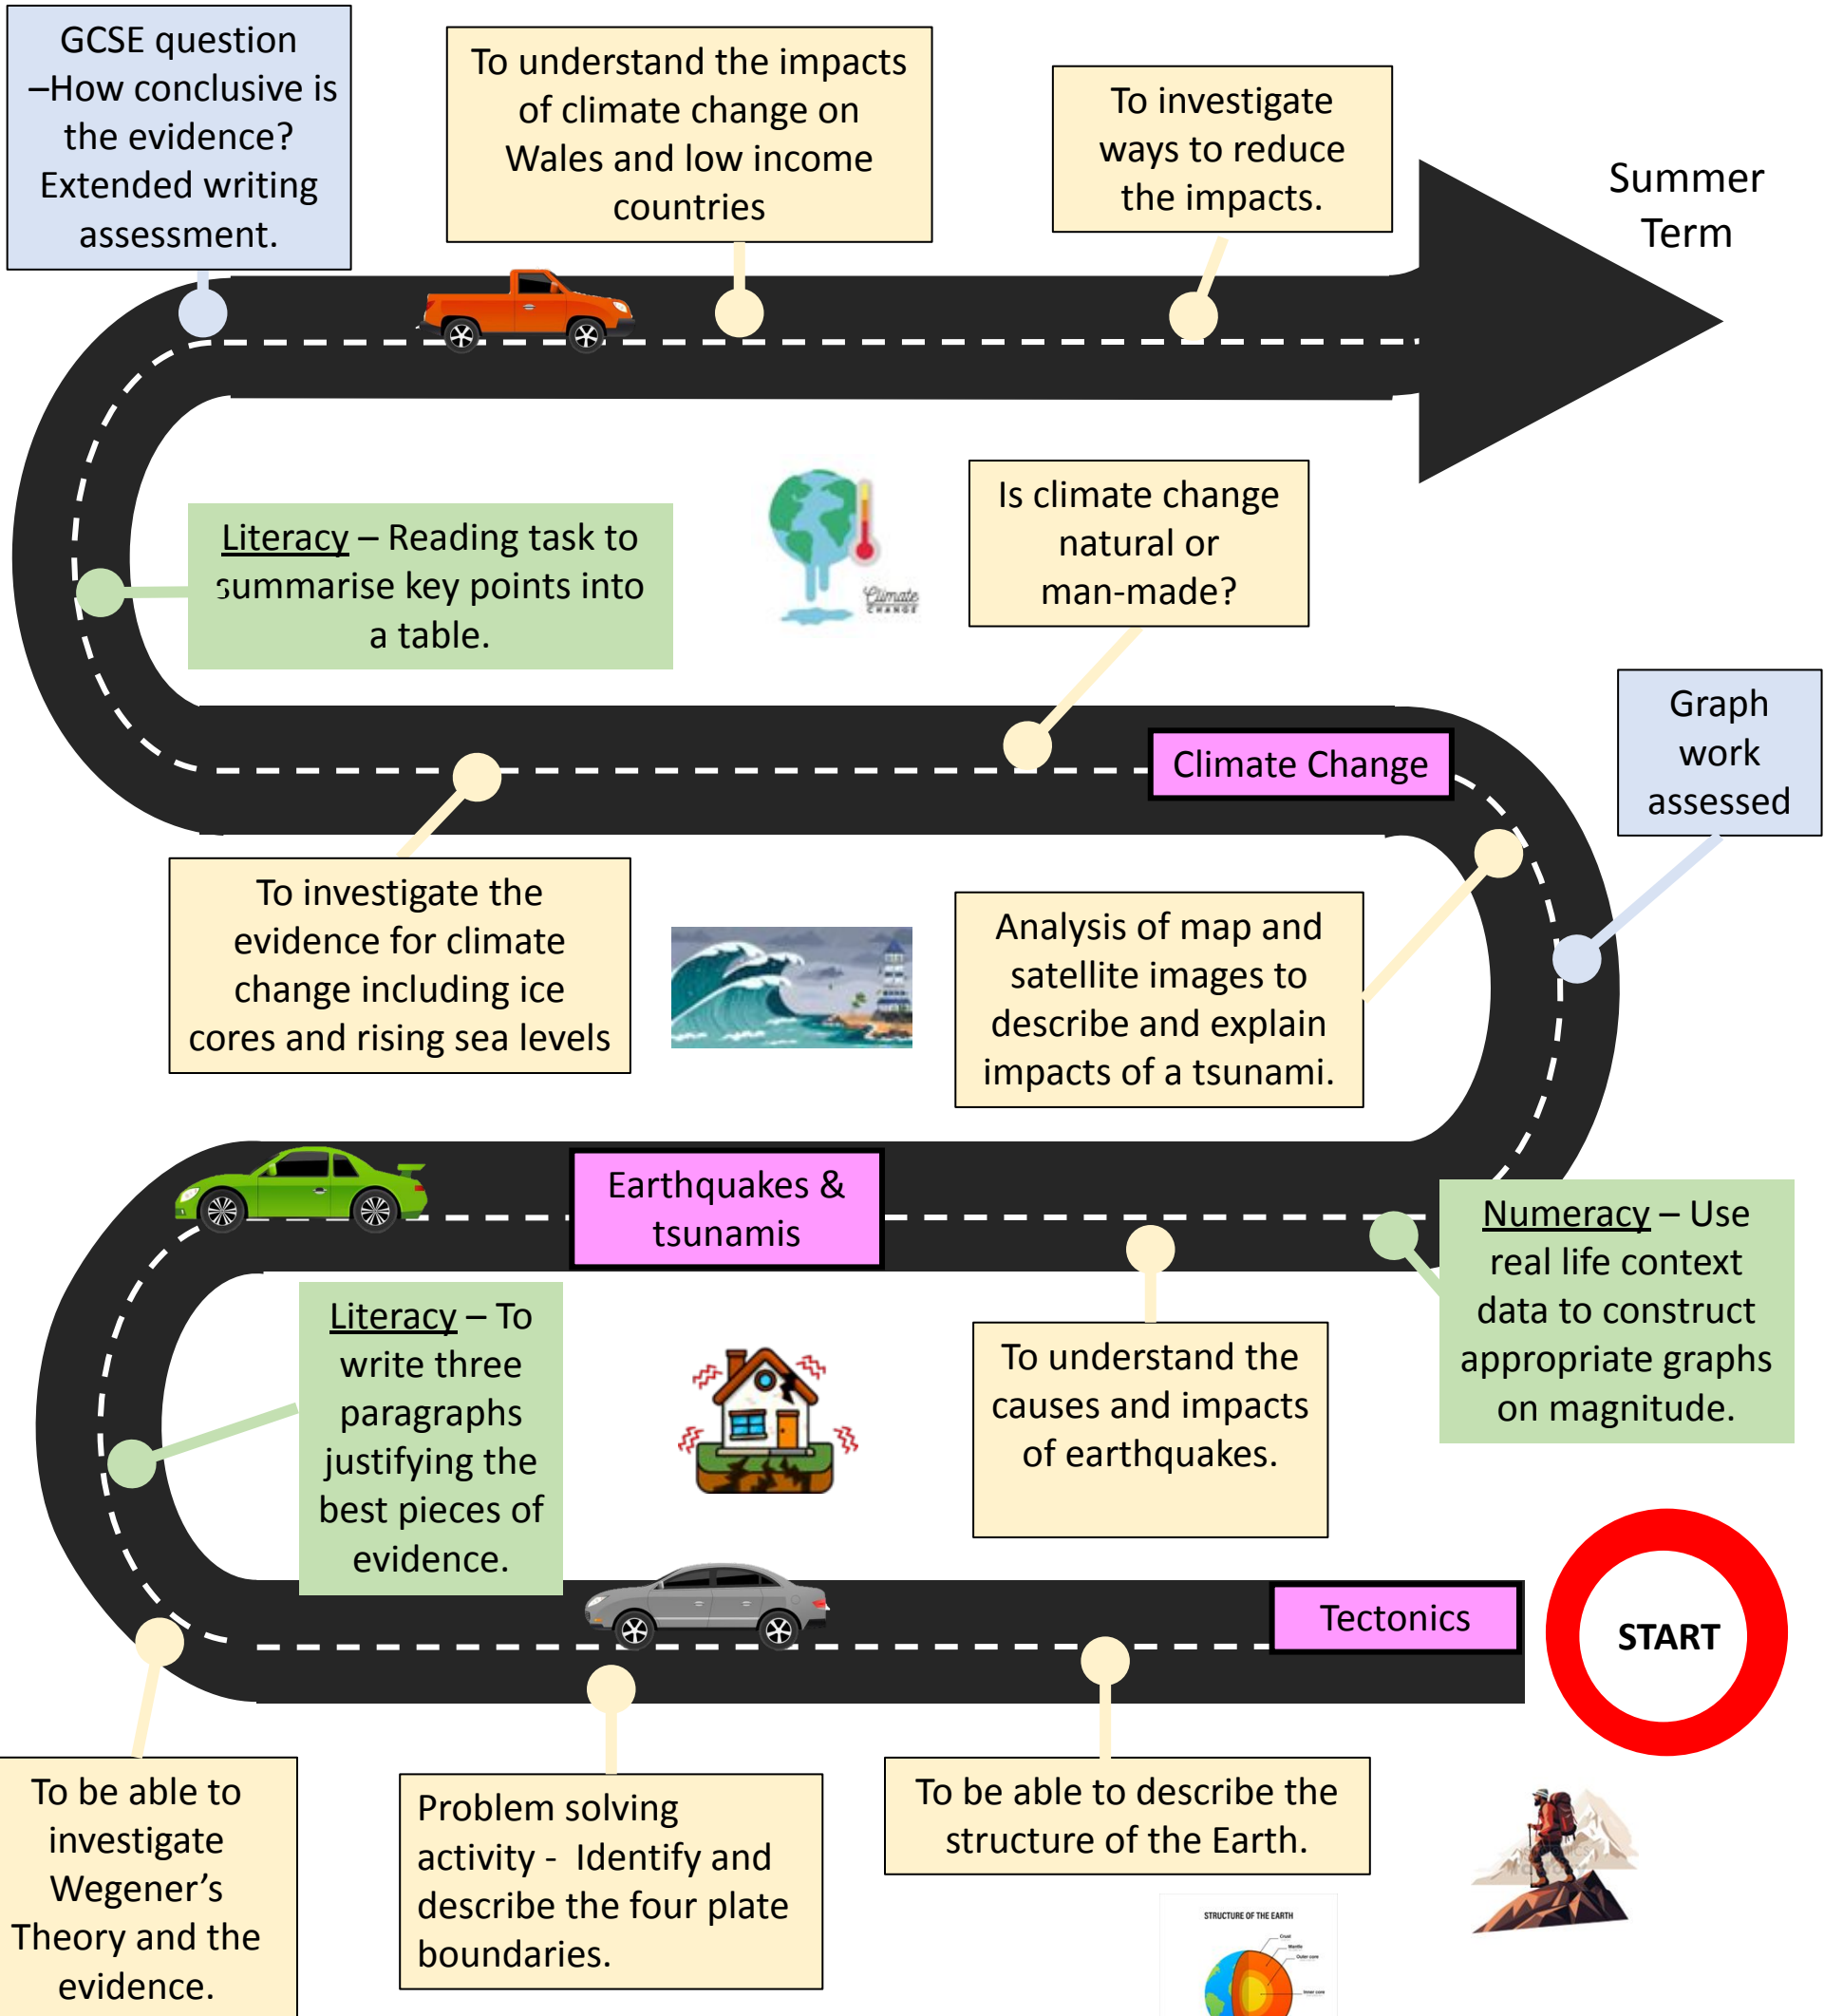 GCSE question
–How conclusive is
the evidence?
Extended writing
assessment.
To understand the impacts
of climate change on
Wales and low income
countries
To investigate
ways to reduce
the impacts.
Summer
Term
Literacy – Reading task to
summarise key points into
a table.
Climate
CHANGE
Is climate change
natural or
man-made?
Graph
work
assessed
Climate Change
To investigate the
evidence for climate
change including ice
cores and rising sea levels
Analysis of map and
satellite images to
describe and explain
impacts of a tsunami.
Earthquakes &
tsunamis
Numeracy – Use
real life context
data to construct
appropriate graphs
on magnitude.
Literacy – To
write three
paragraphs
justifying the
best pieces of
evidence.
To understand the
causes and impacts
of earthquakes.
Tectonics
START
To be able to
investigate
Wegener's
Theory and the
evidence.
Problem solving
activity - Identify and
describe the four plate
boundaries.
To be able to describe the
structure of the Earth.
STRUCTURE OF THE EARTH
Crust
Mantle
Outer core
Inner core